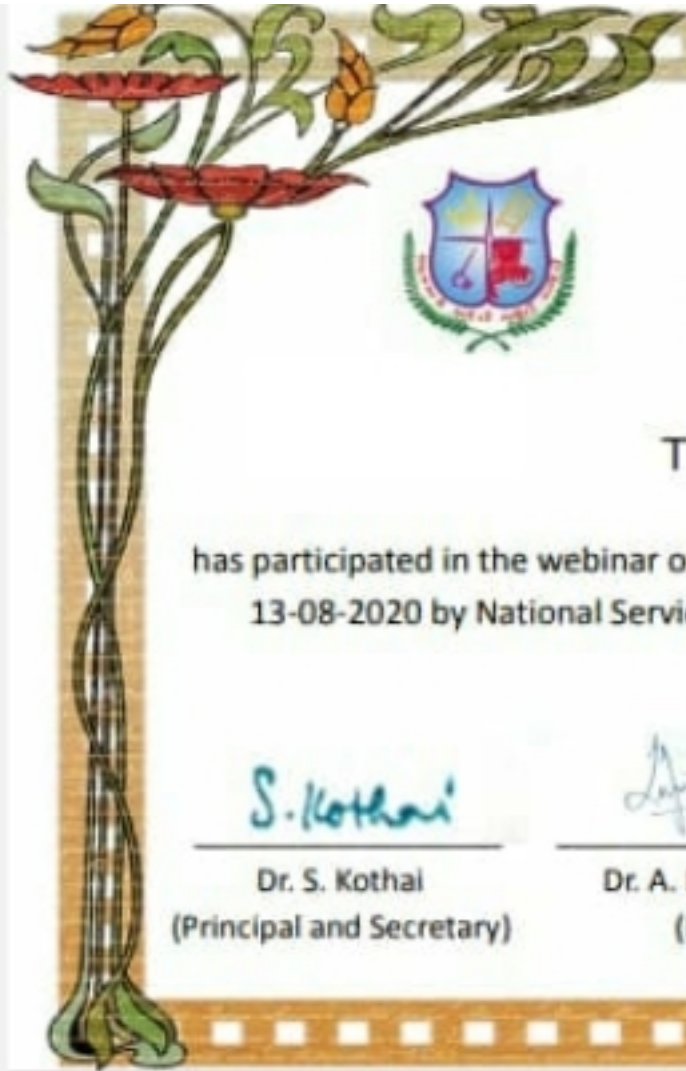 T
has participated in the webinar o
13-08-2020 by National Servi
S. Kothai
Dr. S. Kothai
Dr. A.
(Principal and Secretary)
(